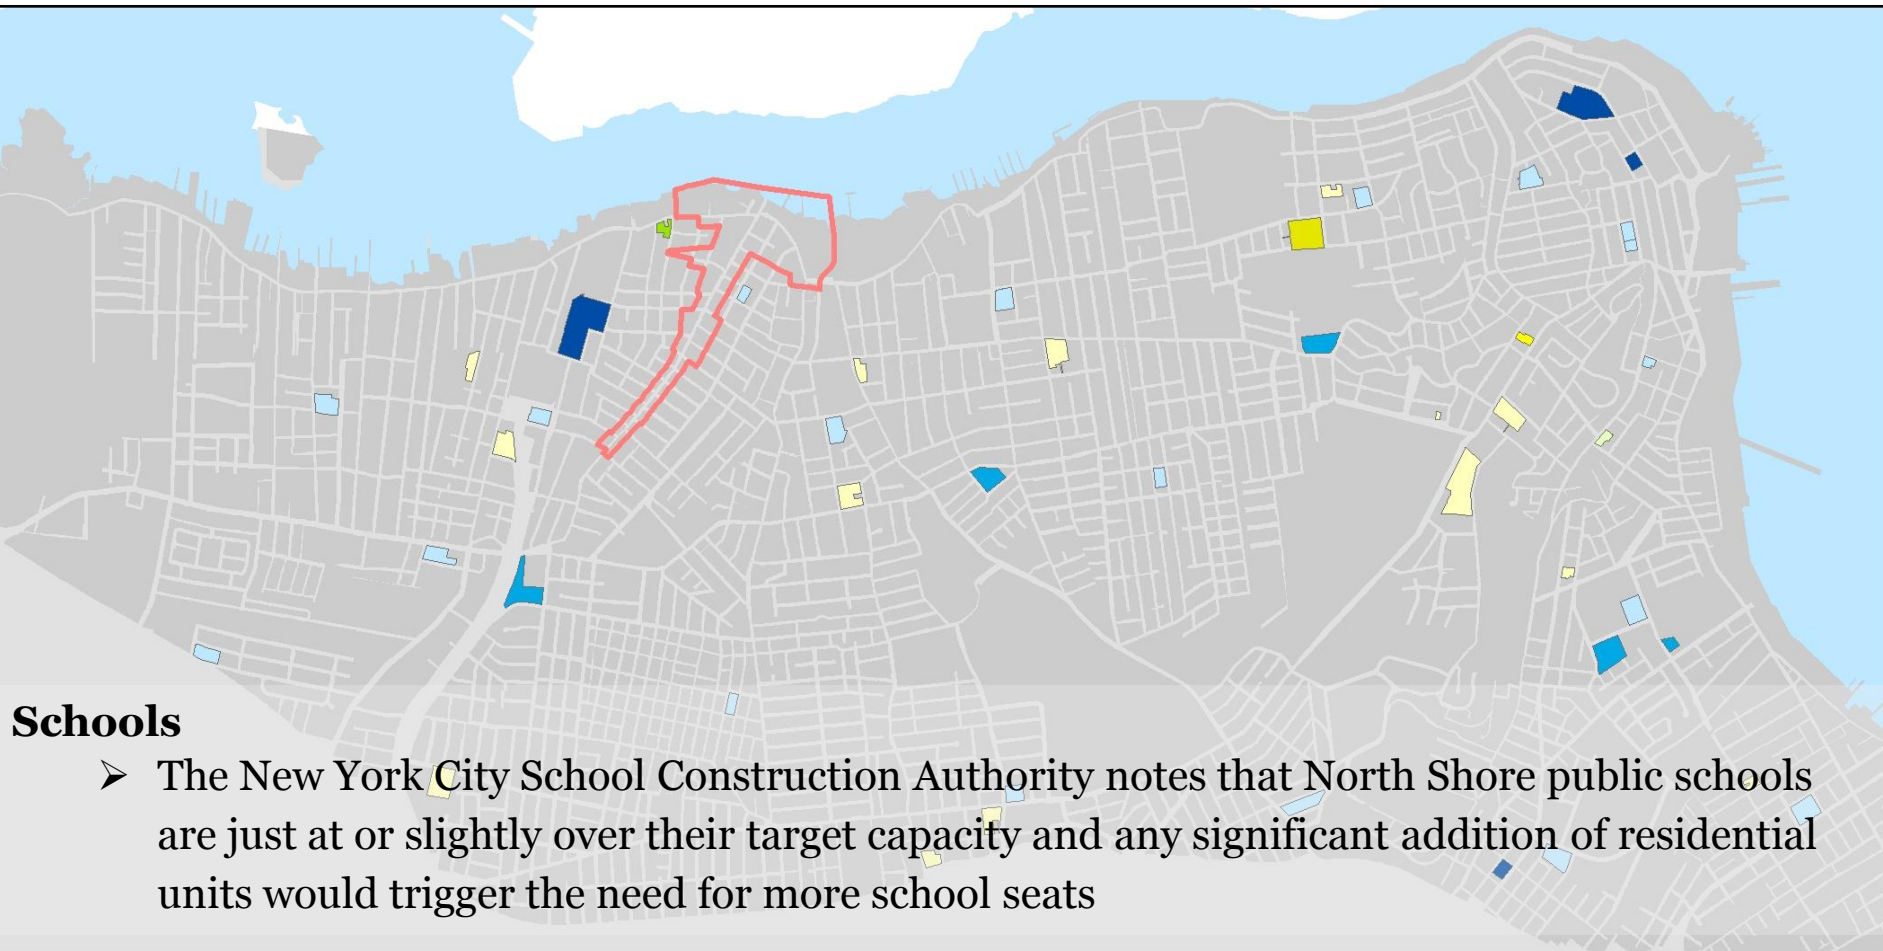 Schools
➢ The New York City School Construction Authority notes that North Shore public schools
are just at or slightly over their target capacity and any significant addition of residential
units would trigger the need for more school seats